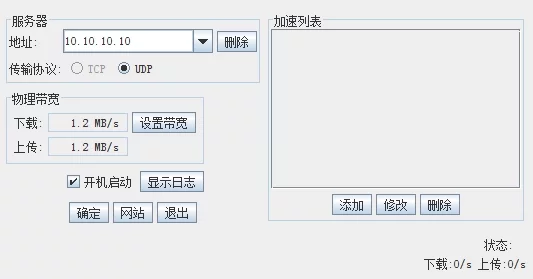 服务器
地址: 10.10.10.10 删除
传输协议: TCP UDP
物理带宽
下载: 1.2 MB/s 设置带宽
上传: 1.2 MB/s
开机启动 显示日志
确定 网站 退出
加速列表
添加 修改 删除
状态:
下载:0/s 上传:0/s